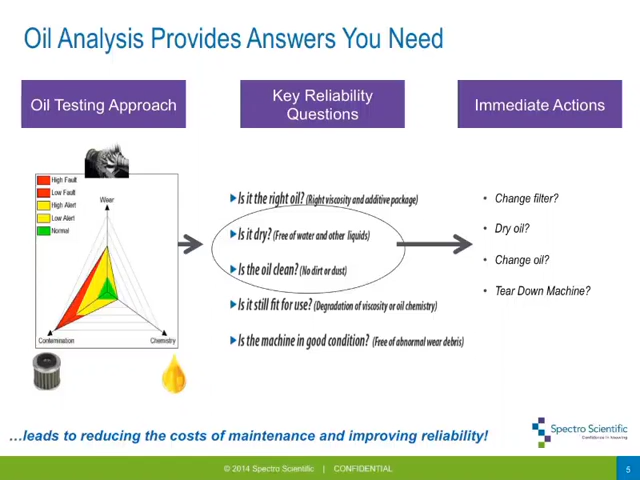 Oil Analysis Provides Answers You Need
Oil Testing Approach
Key Reliability
Questions
Immediate Actions
High Fault
Low Fault
High Alert
Low Alert
Normal
Wear
Contamination
Chemistry
Is it the right oil? (Right viscosity and additive package)
Is it dry? (Free of water and other liquids)
Is the oil clean? (No dirt or dust)
Is it still fit for use? (Degradation of viscosity or oil chemistry)
Is the machine in good condition? (Free of abnormal wear debris)
• Change filter?
• Dry oil?
• Change oil?
• Tear Down Machine?
…leads to reducing the costs of maintenance and improving reliability!
Spectro Scientific
Confidence in Knowing
© 2014 Spectro Scientific | CONFIDENTIAL
5